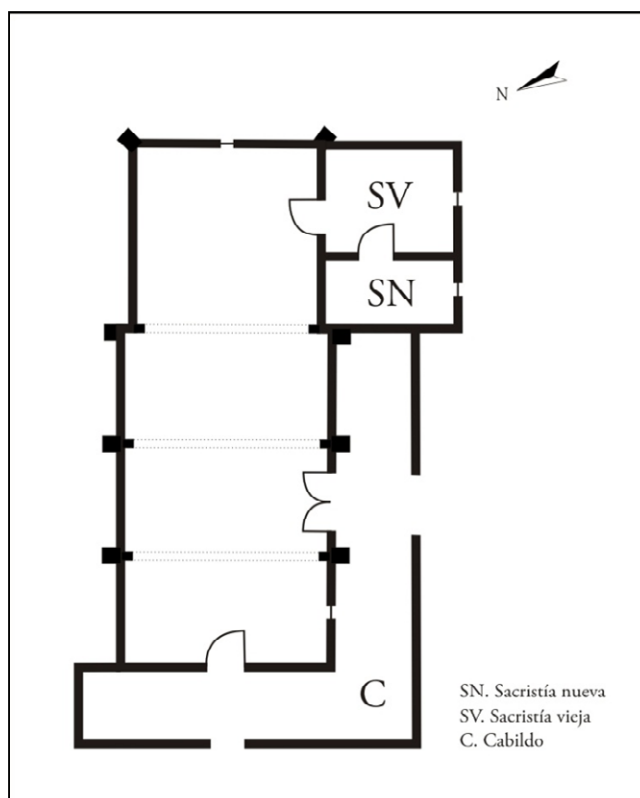 N
SV
SN
C
SN. Sacristía nueva
SV. Sacristía vieja
C. Cabildo